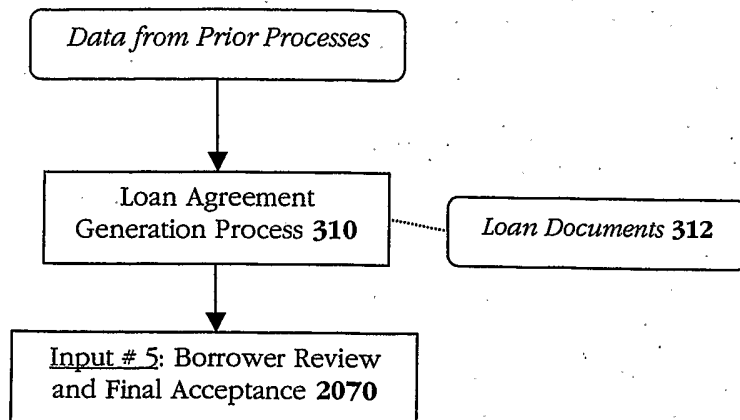 Data from Prior Processes
Loan Agreement
Generation Process 310
Loan Documents 312
Input # 5: Borrower Review
and Final Acceptance 2070